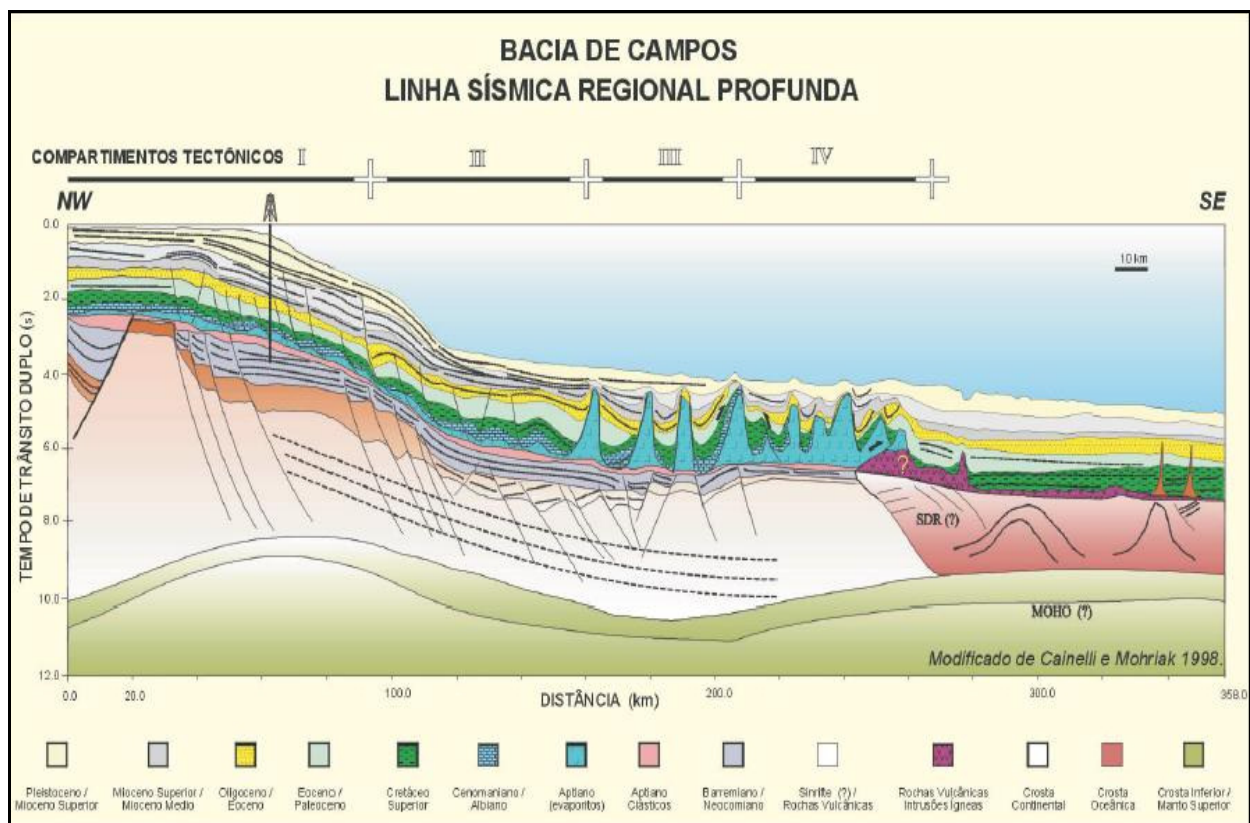 BACIA DE CAMPOS
LINHA SÍSMICA REGIONAL PROFUNDA
COMPARTIMENTOS TECTÔNICOS I II III IV
NW SE
0.0
2.0
4.0
6.0
8.0
10.0
12.0
TEMPO DE TRÂNSITO DUPLO (s)
10 km
?
SDR (?)
MOHO (?)
Modificado de Cainelli e Mohriak 1998.
0.0 20.0 100.0 200.0 300.0 358.0
DISTÂNCIA (km)
Pleistoceno /
Mioceno Superior
Mioceno Superior /
Mioceno Medio
Oligoceno /
Eoceno
Eoceno /
Paleoceno
Cretáceo
Superior
Cenomaniano /
Albiano
Aptiano
(evaporitos)
Aptiano
Clásticos
Barremiano /
Neocomiano
Sinrifte (?) /
Rochas Vulcânicas
Rochas Vulcânicas
Intrusões Ígneas
Crosta
Continental
Crosta
Oceânica
Crosta Inferior /
Manto Superior